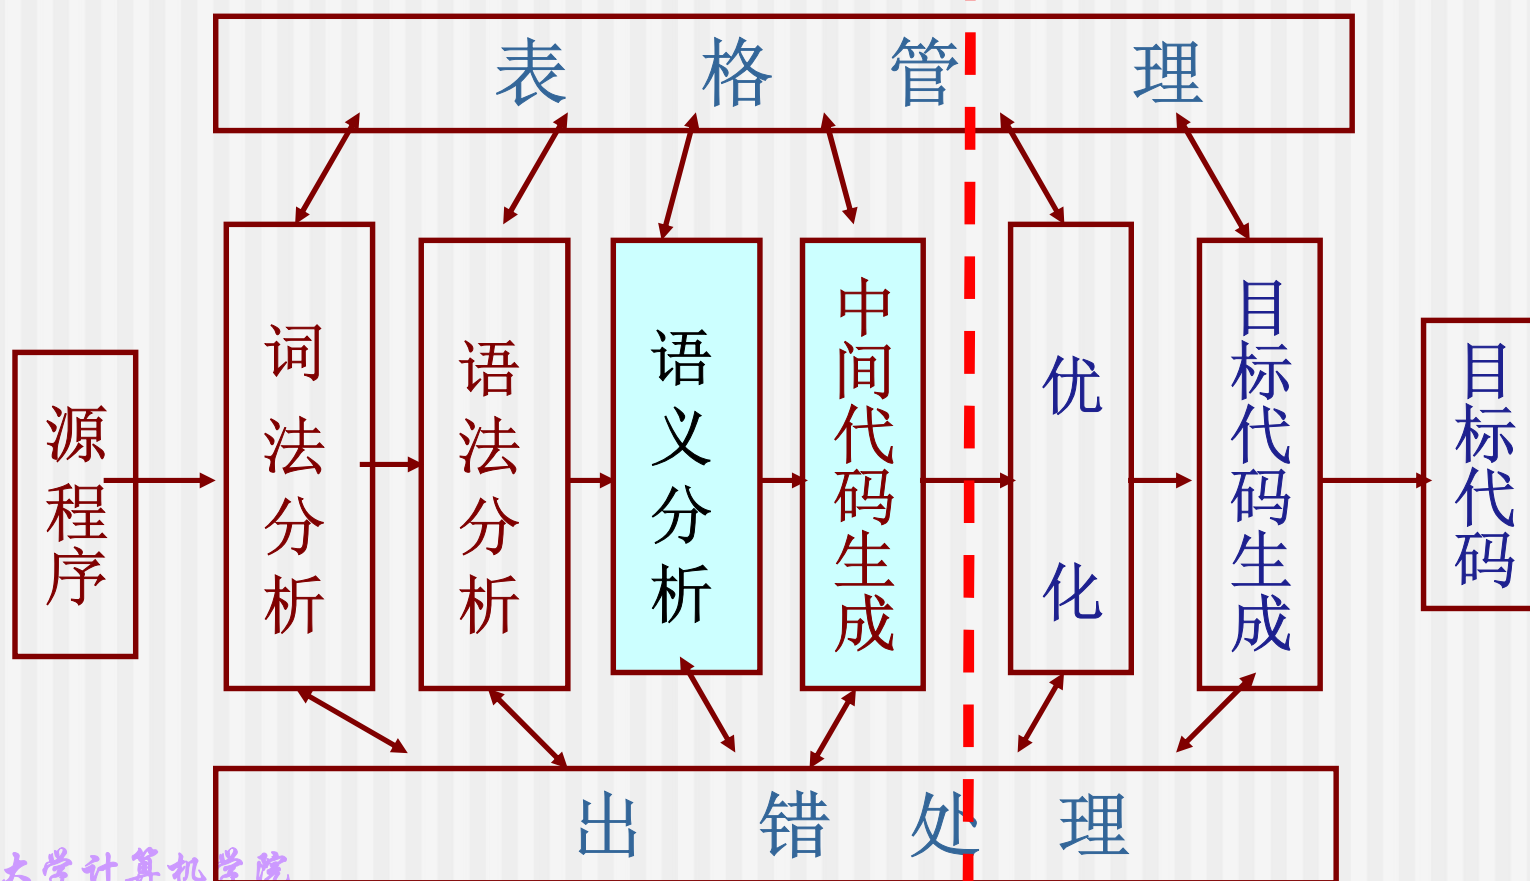 表格管理
源程序
词法分析
语法分析
语义分析
中间代码生成
优化
目标代码生成
目标代码
出错处理
大学计算机学院